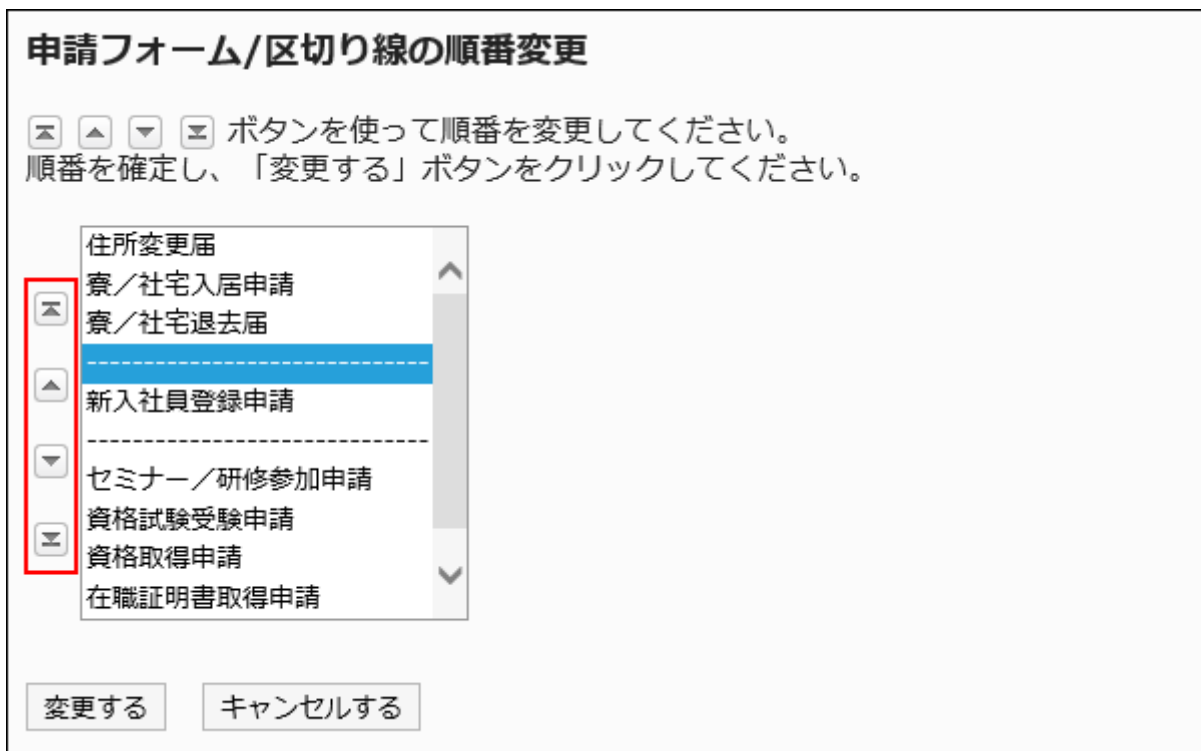 申請フォーム/区切り線の順番変更
ボタンを使って順番を変更してください。
順番を確定し、「変更する」ボタンをクリックしてください。
住所変更届
寮／社宅入居申請
寮／社宅退去届
------------------------------
新入社員登録申請
------------------------------
セミナー／研修参加申請
資格試験受験申請
資格取得申請
在職証明書取得申請
変更する
キャンセルする